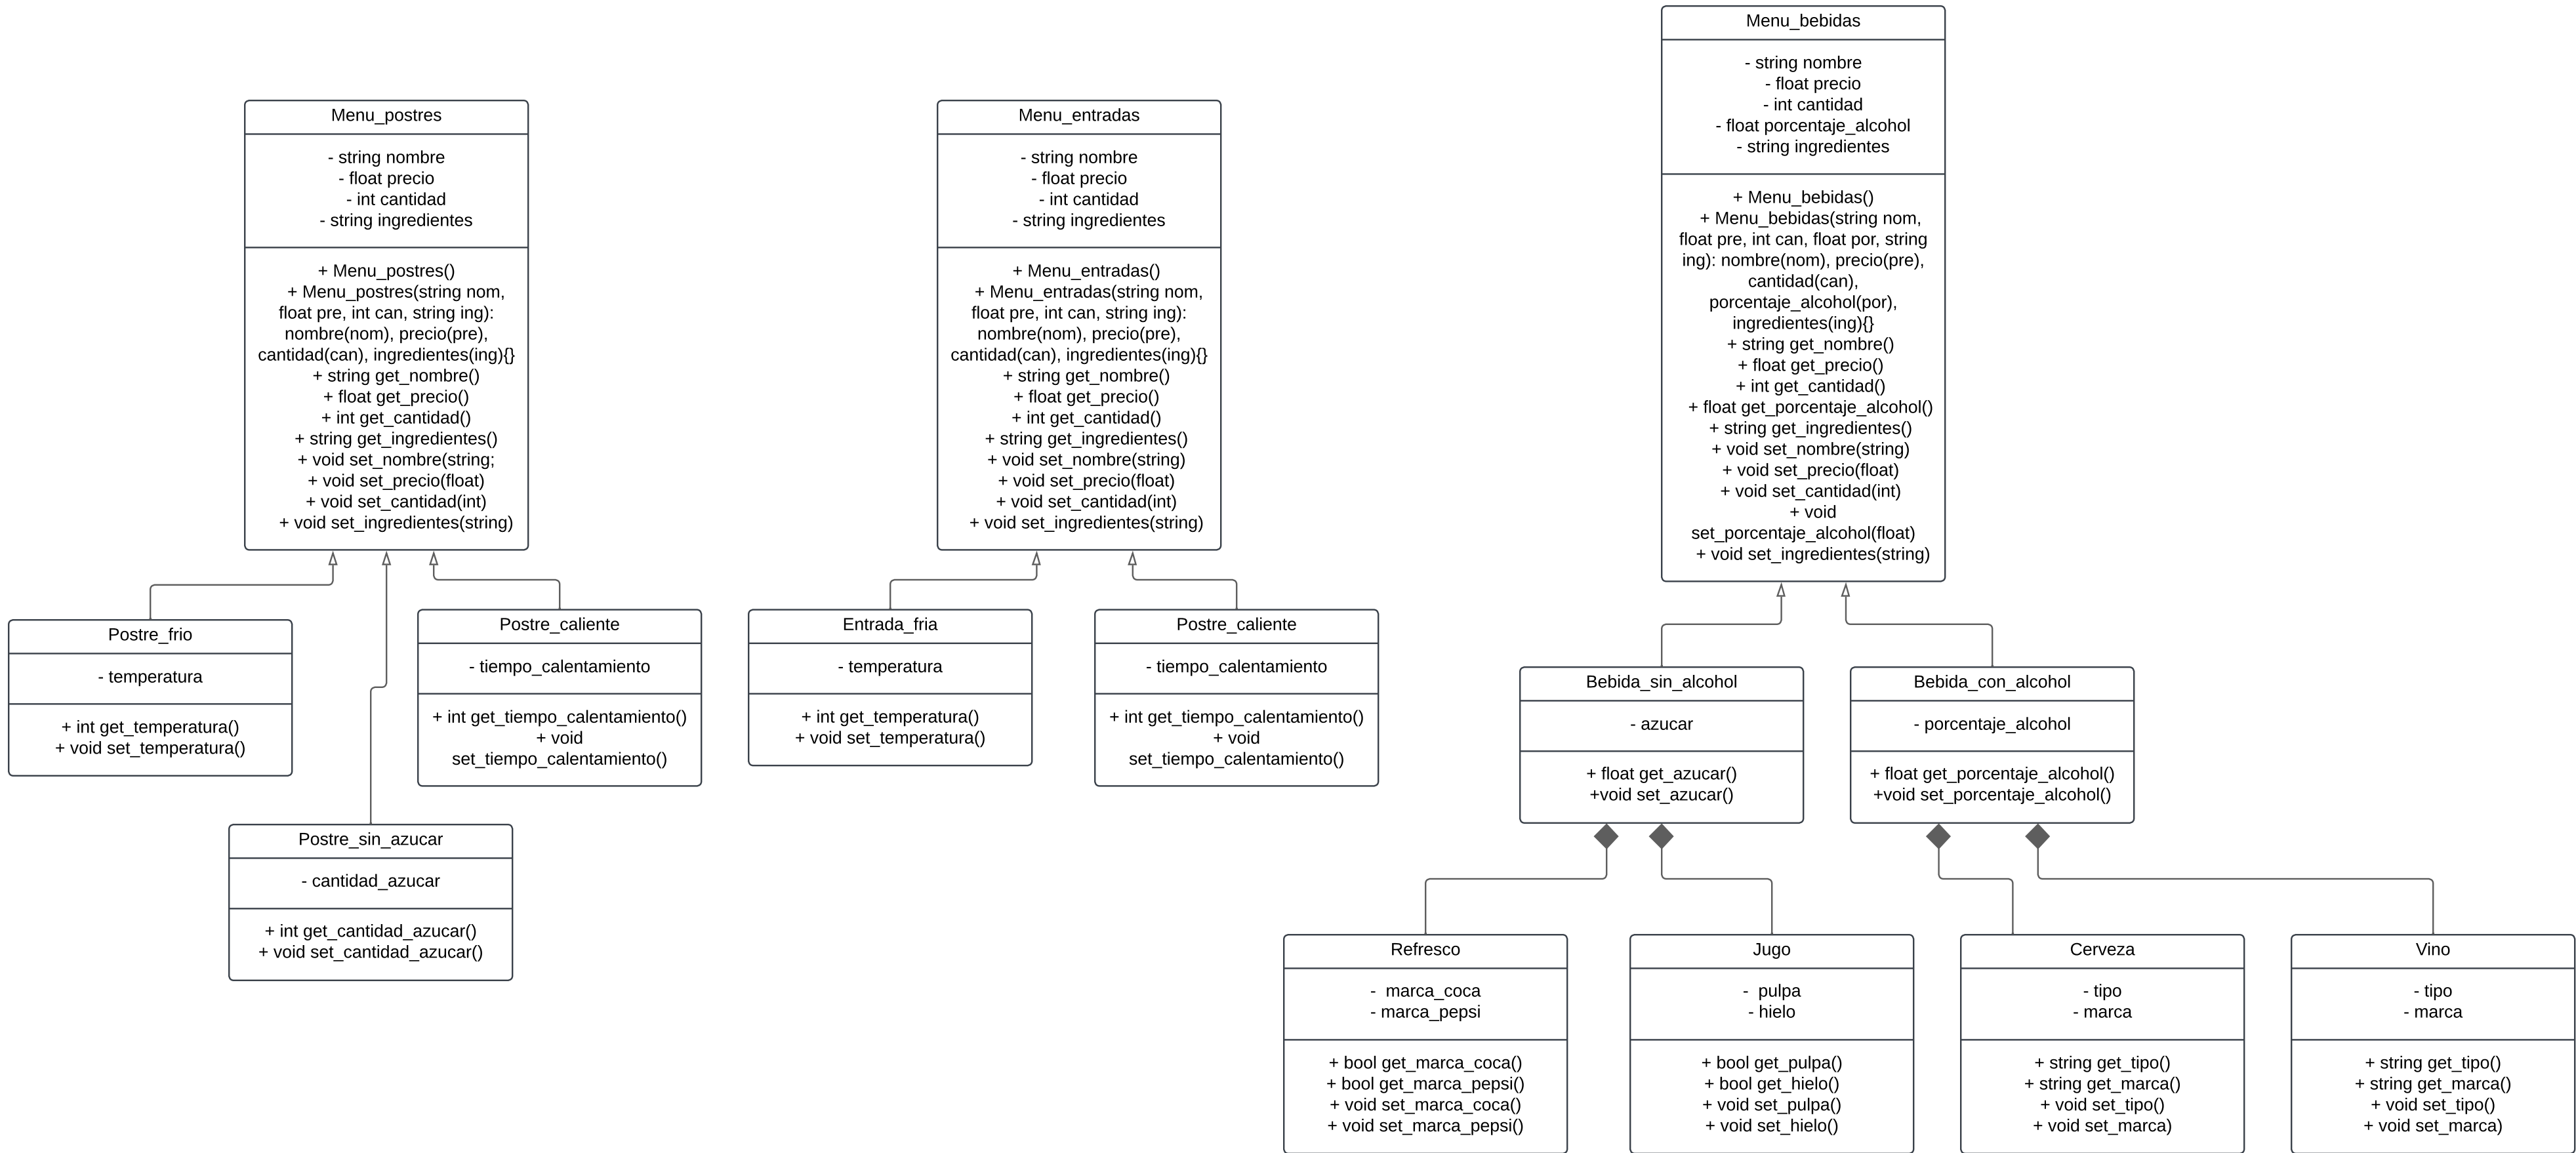 Menu_postres
- string nombre
- float precio
- int cantidad
- string ingredientes
+ Menu_postres()
+ Menu_postres(string nom,
float pre, int can, string ing):
nombre(nom), precio(pre),
cantidad(can), ingredientes(ing){}
+ string get_nombre()
+ float get_precio()
+ int get_cantidad()
+ string get_ingredientes()
+ void set_nombre(string;
+ void set_precio(float)
+ void set_cantidad(int)
+ void set_ingredientes(string)
Postre_frio
- temperatura
+ int get_temperatura()
+ void set_temperatura()
Postre_caliente
- tiempo_calentamiento
+ int get_tiempo_calentamiento()
+ void
set_tiempo_calentamiento()
Postre_sin_azucar
- cantidad_azucar
+ int get_cantidad_azucar()
+ void set_cantidad_azucar()
Menu_entradas
- string nombre
- float precio
- int cantidad
- string ingredientes
+ Menu_entradas()
+ Menu_entradas(string nom,
float pre, int can, string ing):
nombre(nom), precio(pre),
cantidad(can), ingredientes(ing){}
+ string get_nombre()
+ float get_precio()
+ int get_cantidad()
+ string get_ingredientes()
+ void set_nombre(string)
+ void set_precio(float)
+ void set_cantidad(int)
+ void set_ingredientes(string)
Entrada_fria
- temperatura
+ int get_temperatura()
+ void set_temperatura()
Postre_caliente
- tiempo_calentamiento
+ int get_tiempo_calentamiento()
+ void
set_tiempo_calentamiento()
Menu_bebidas
- string nombre
- float precio
- int cantidad
- float porcentaje_alcohol
- string ingredientes
+ Menu_bebidas()
+ Menu_bebidas(string nom,
float pre, int can, float por, string
ing): nombre(nom), precio(pre),
cantidad(can),
porcentaje_alcohol(por),
ingredientes(ing){}
+ string get_nombre()
+ float get_precio()
+ int get_cantidad()
+ float get_porcentaje_alcohol()
+ string get_ingredientes()
+ void set_nombre(string)
+ void set_precio(float)
+ void set_cantidad(int)
+ void
set_porcentaje_alcohol(float)
+ void set_ingredientes(string)
Bebida_sin_alcohol
- azucar
+ float get_azucar()
+void set_azucar()
Bebida_con_alcohol
- porcentaje_alcohol
+ float get_porcentaje_alcohol()
+void set_porcentaje_alcohol()
Refresco
- marca_coca
- marca_pepsi
+ bool get_marca_coca()
+ bool get_marca_pepsi()
+ void set_marca_coca()
+ void set_marca_pepsi()
Jugo
- pulpa
- hielo
+ bool get_pulpa()
+ bool get_hielo()
+ void set_pulpa()
+ void set_hielo()
Cerveza
- tipo
- marca
+ string get_tipo()
+ string get_marca()
+ void set_tipo()
+ void set_marca)
Vino
- tipo
- marca
+ string get_tipo()
+ string get_marca()
+ void set_tipo()
+ void set_marca)